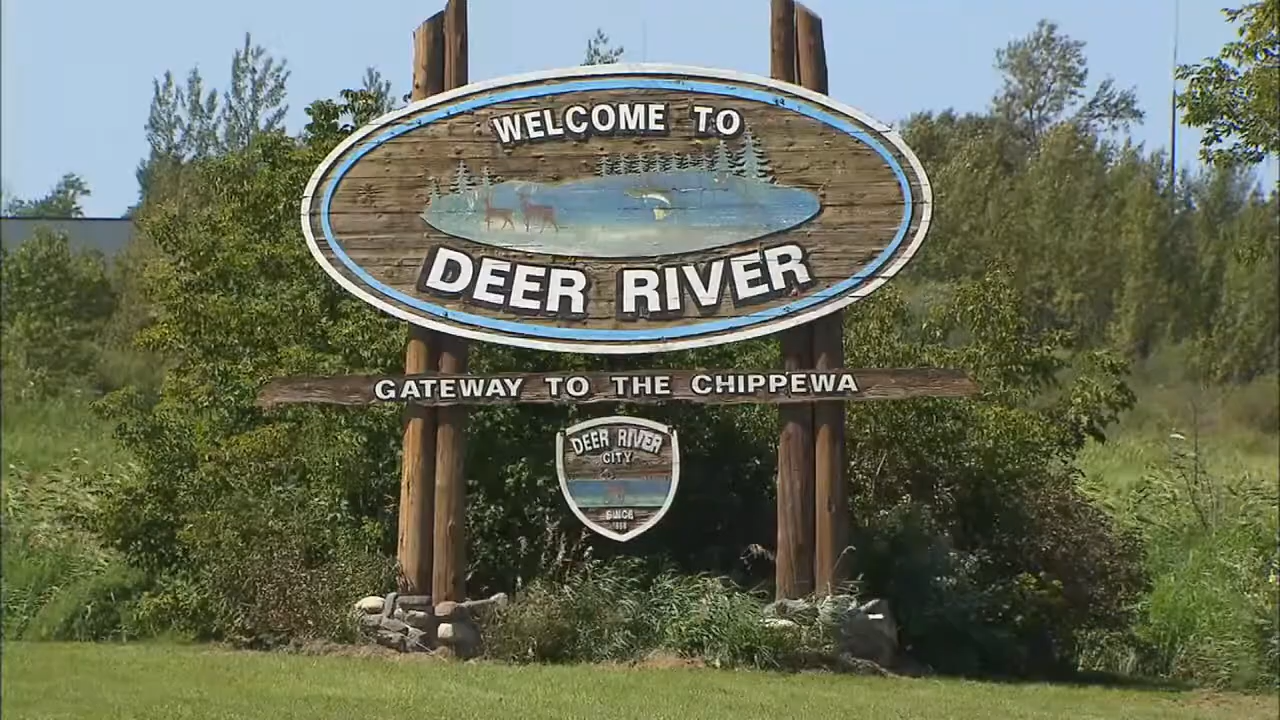 WELCOME TO
DEER RIVER
GATEWAY TO THE CHIPPEWA
DEER RIVER
CITY
SINCE